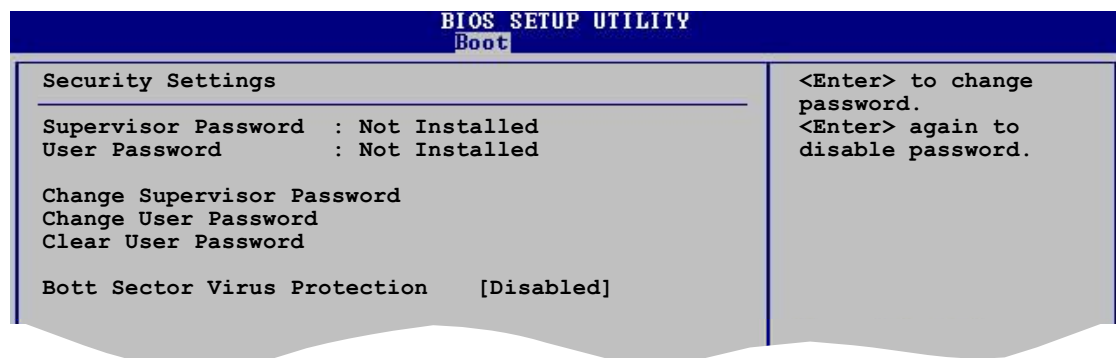 BIOS SETUP UTILITY
Boot
Security Settings
Supervisor Password : Not Installed
User Password : Not Installed
Change Supervisor Password
Change User Password
Clear User Password
Bott Sector Virus Protection [Disabled]
<Enter> to change
password.
<Enter> again to
disable password.